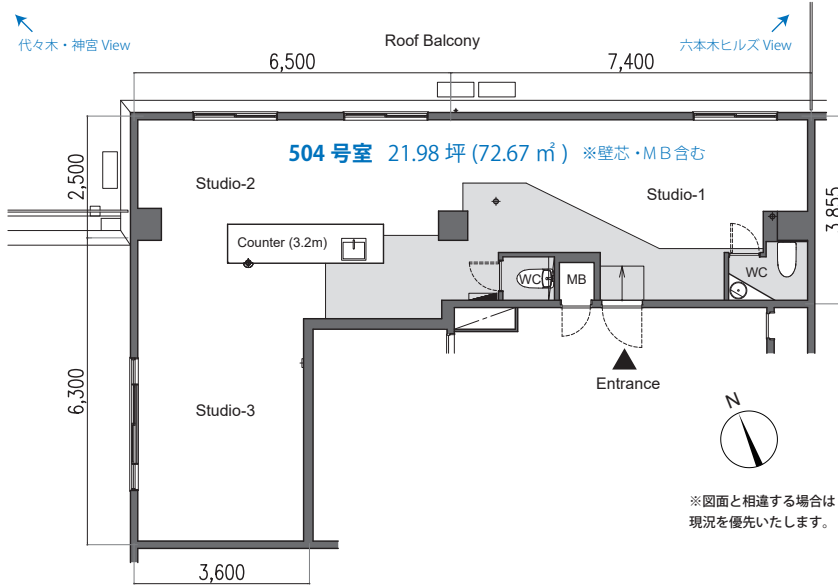 代々木・神宮 View
Roof Balcony
六本木ヒルズ View
6,500
7,400
504 号室 21.98 坪 (72.67 ㎡ ) ※壁芯・MB含む
2,500
Studio-2
Studio-1
3,855
Counter (3.2m)
WC
MB
WC
6,300
Entrance
Studio-3
N
※図面と相違する場合は
現況を優先いたします。
3,600